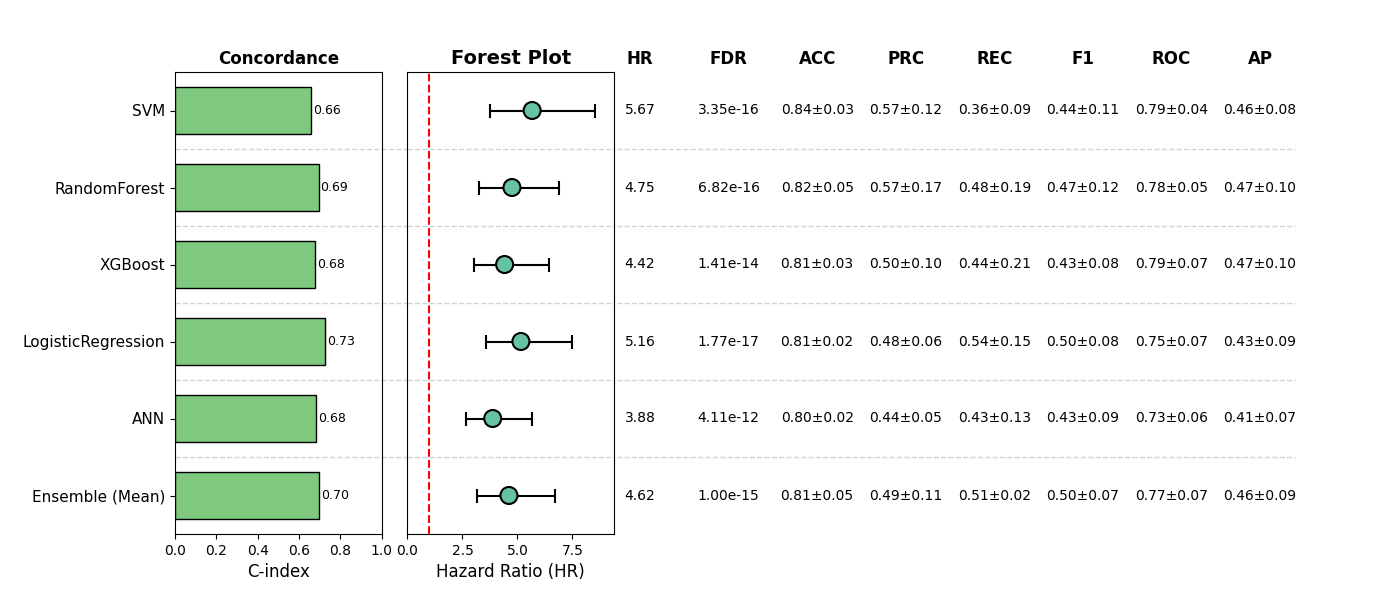 Concordance Forest Plot HR FDR ACC PRC REC F1 ROC AP
SVM 0.66 5.67 3.35e-16 0.84±0.03 0.57±0.12 0.36±0.09 0.44±0.11 0.79±0.04 0.46±0.08
RandomForest 0.69 4.75 6.82e-16 0.82±0.05 0.57±0.17 0.48±0.19 0.47±0.12 0.78±0.05 0.47±0.10
XGBoost 0.68 4.42 1.41e-14 0.81±0.03 0.50±0.10 0.44±0.21 0.43±0.08 0.79±0.07 0.47±0.10
LogisticRegression 0.73 5.16 1.77e-17 0.81±0.02 0.48±0.06 0.54±0.15 0.50±0.08 0.75±0.07 0.43±0.09
ANN 0.68 3.88 4.11e-12 0.80±0.02 0.44±0.05 0.43±0.13 0.43±0.09 0.73±0.06 0.41±0.07
Ensemble (Mean) 0.70 4.62 1.00e-15 0.81±0.05 0.49±0.11 0.51±0.02 0.50±0.07 0.77±0.07 0.46±0.09
0.0 0.2 0.4 0.6 0.8 1.0 0.0 2.5 5.0 7.5
C-index Hazard Ratio (HR)